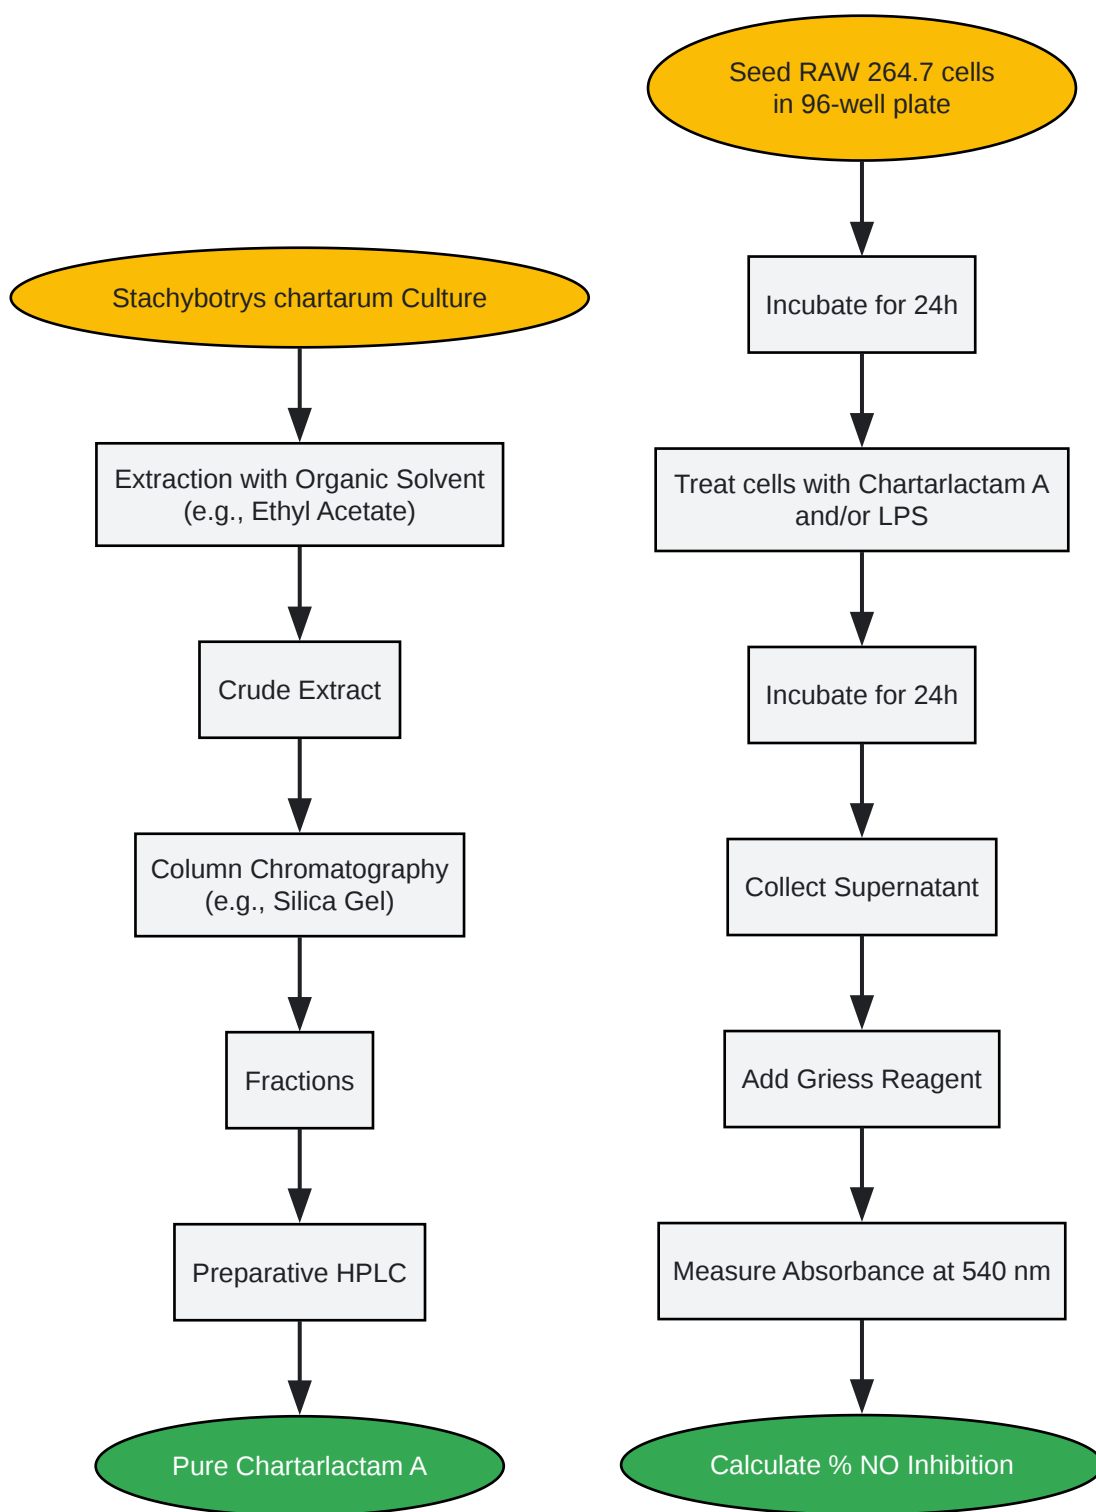 Stachybotrys chartarum Culture
Extraction with Organic Solvent
(e.g., Ethyl Acetate)
Crude Extract
Column Chromatography
(e.g., Silica Gel)
Fractions
Preparative HPLC
Pure Chartarlactam A
Seed RAW 264.7 cells
in 96-well plate
Incubate for 24h
Treat cells with Chartarlactam A
and/or LPS
Incubate for 24h
Collect Supernatant
Add Griess Reagent
Measure Absorbance at 540 nm
Calculate % NO Inhibition